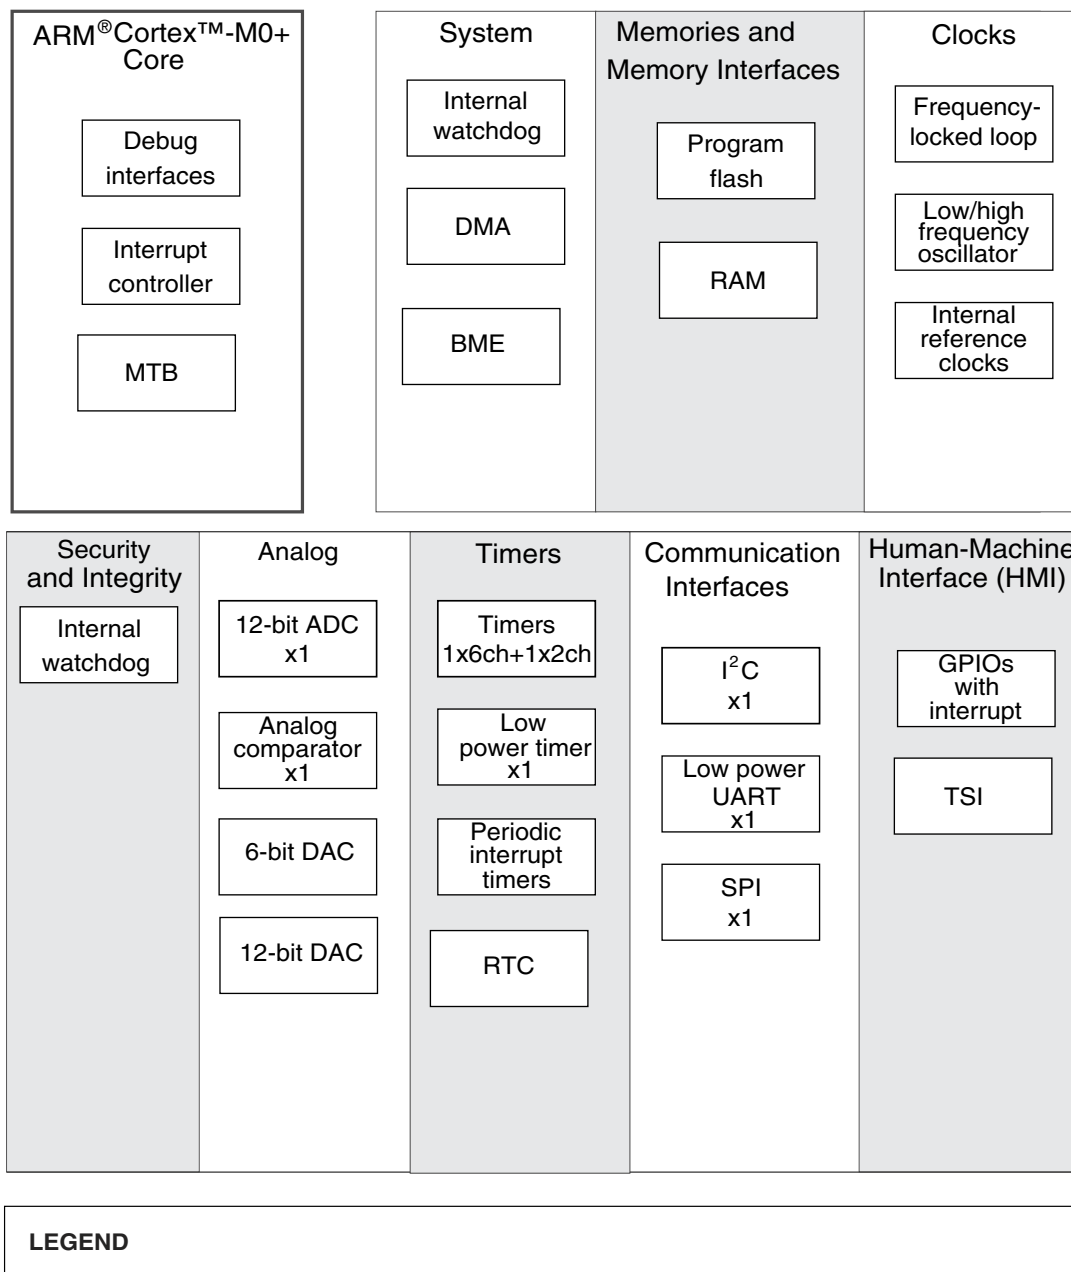 ARM®Cortex™-M0+
Core
Debug
interfaces
Interrupt
controller
MTB
System
Internal
watchdog
DMA
BME
Memories and
Memory Interfaces
Program
flash
RAM
Clocks
Frequency-
locked loop
Low/high
frequency
oscillator
Internal
reference
clocks
Security
and Integrity
Internal
watchdog
Analog
12-bit ADC
x1
Analog
comparator
x1
6-bit DAC
12-bit DAC
Timers
Timers
1x6ch+1x2ch
Low
power timer
x1
Periodic
interrupt
timers
RTC
Communication
Interfaces
I²C
x1
Low power
UART
x1
SPI
x1
Human-Machine
Interface (HMI)
GPIOs
with
interrupt
TSI
LEGEND